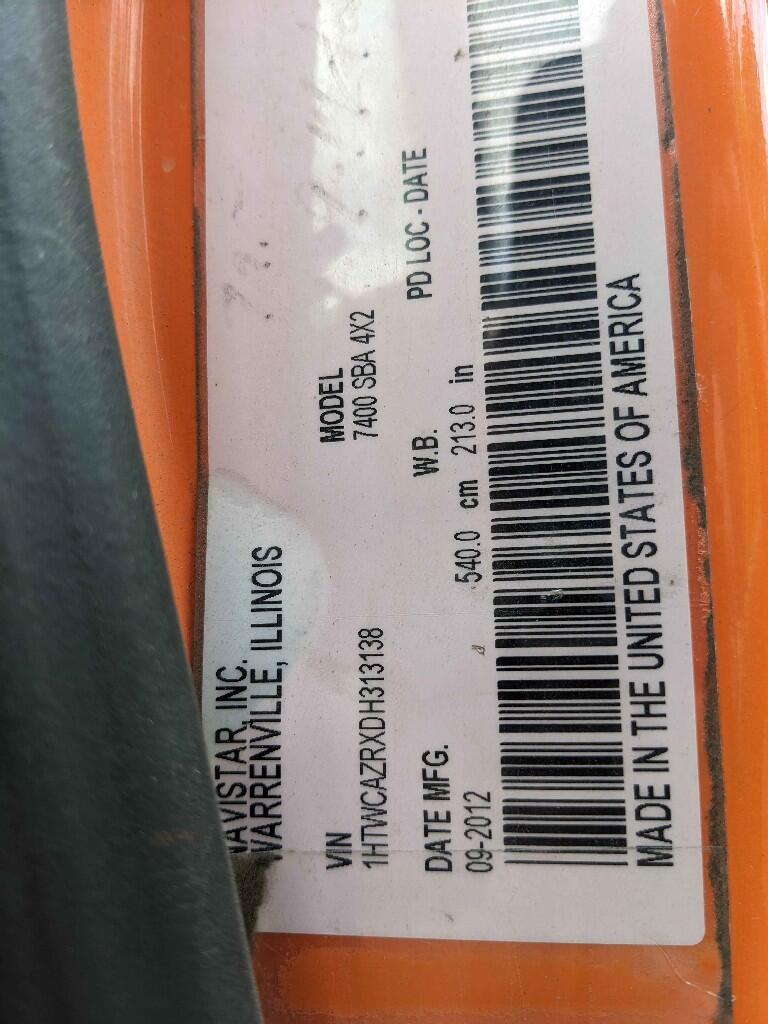 NAVISTAR, INC.
WARRENVILLE, ILLINOIS
VIN
1HTWCAZRXDH313138
MODEL
7400 SBA 4X2
DATE MFG.
09-2012
W.B.
540.0 cm 213.0 in
PD LOC - DATE
MADE IN THE UNITED STATES OF AMERICA